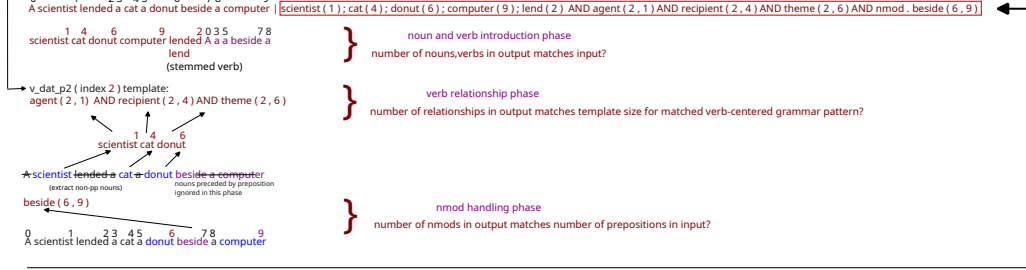 A scientist lended a cat a donut beside a computer | scientist ( 1 ) ; cat ( 4 ) ; donut ( 6 ) ; computer ( 9 ) ; lend ( 2 ) AND agent ( 2 , 1 ) AND recipient ( 2 , 4 ) AND theme ( 2 , 6 ) AND nmod . beside ( 6 , 9 )
1 4 6 9 2 0 3 5 7 8
scientist cat donut computer lended A a a beside a
lend
(stemmed verb)
noun and verb introduction phase
number of nouns,verbs in output matches input?
v_dat_p2 ( index 2 ) template:
agent ( 2 , 1) AND recipient ( 2 , 4 ) AND theme ( 2 , 6 )
verb relationship phase
number of relationships in output matches template size for matched verb-centered grammar pattern?
1 4 6
scientist cat donut
A scientist lended a cat a donut beside a computer
(extract non-pp nouns)
nouns preceded by preposition
ignored in this phase
beside ( 6 , 9 )
nmod handling phase
number of nmods in output matches number of prepositions in input?
0 1 2 3 4 5 6 7 8 9
A scientist lended a cat a donut beside a computer